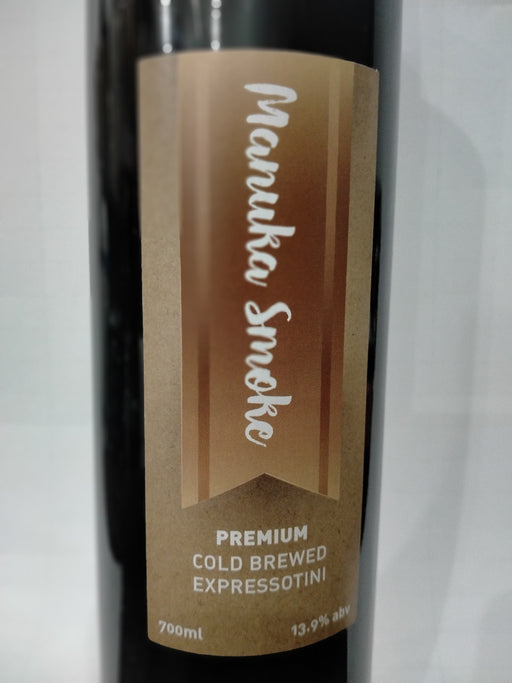 Manuka Smoke
PREMIUM
COLD BREWED
EXPRESSOTINI
700ml 13.9% abv